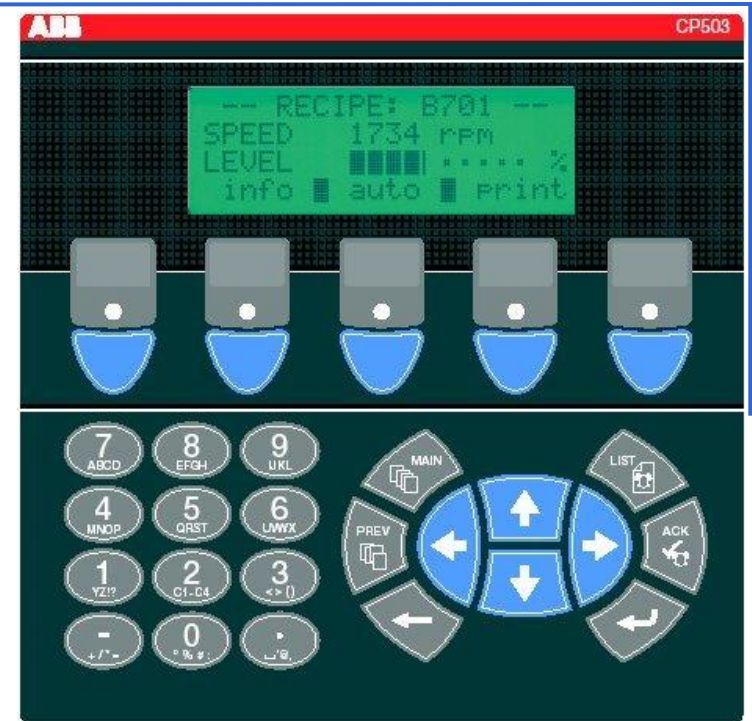 ABB
CP503
-- RECIPE: B701 --
SPEED 1734 rpm
LEVEL %
info auto print
7 8 9
ABCD EFGH IJKL
MAIN LIST
4 5 6
MNOP QRST UVWX
PREV ACK
1 2 3
YZ!? C1-C4 <>()
- 0 .
+/*= °%#: